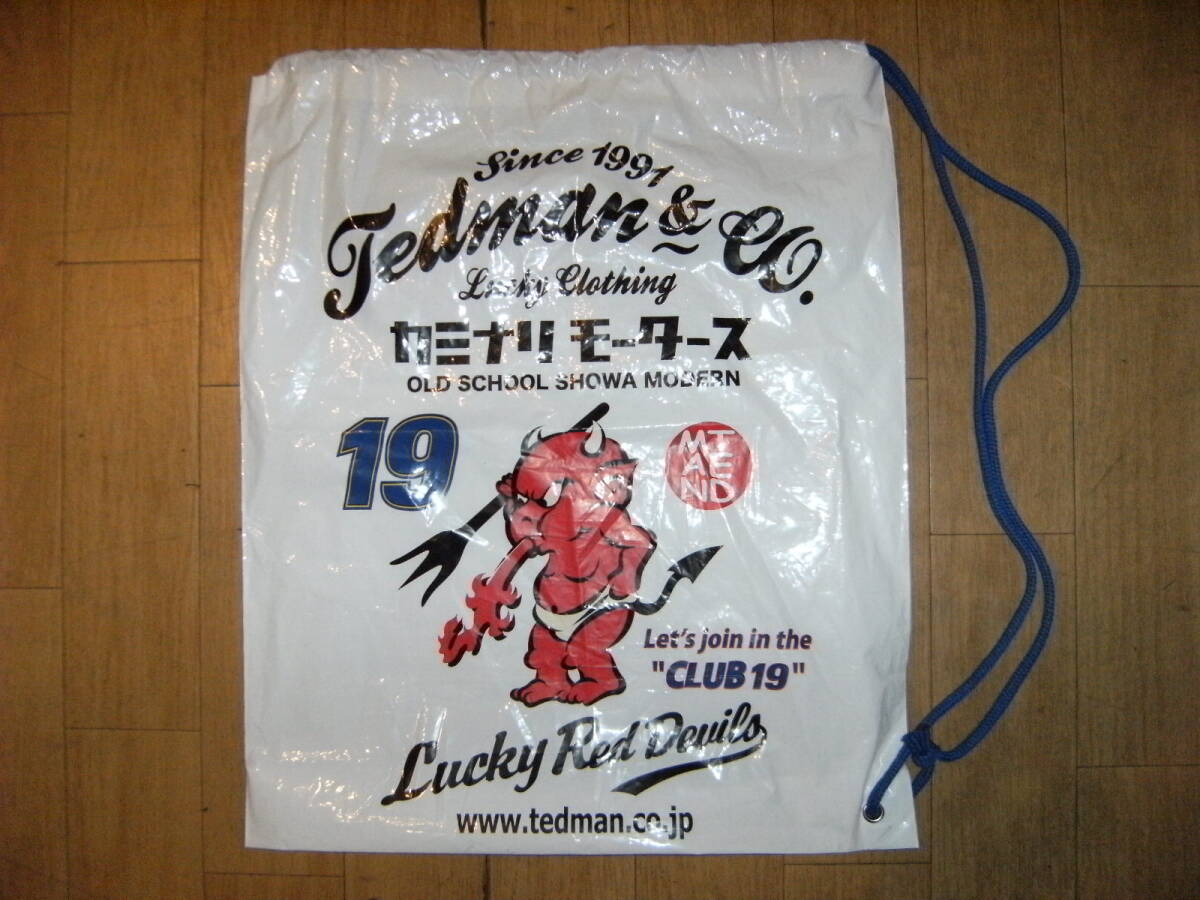 Since 1991
Tedman & Co.
Lucky Clothing
カミナリ モータース
OLD SCHOOL SHOWA MODERN
19
MT
AE
ND
Let's join in the
"CLUB 19"
Lucky Red Devils
www.tedman.co.jp